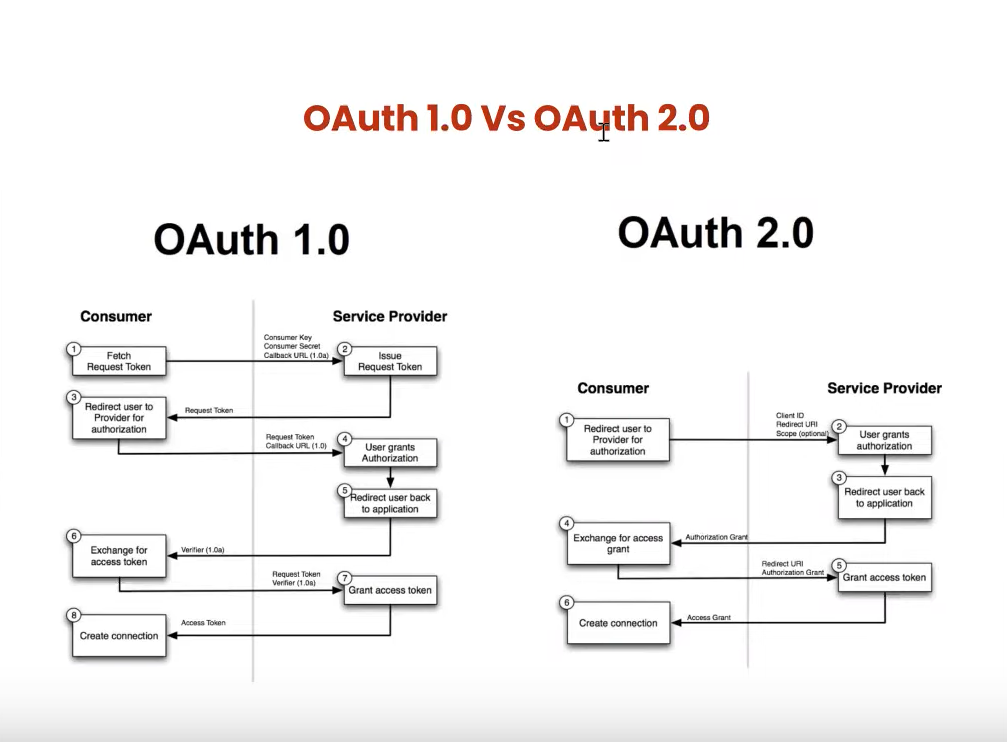 OAuth 1.0 Vs OAuth 2.0
OAuth 1.0
Consumer
Service Provider
1
Fetch
Request Token
Consumer Key
Consumer Secret
Callback URL (1.0a)
2
Issue
Request Token
3
Redirect user to
Provider for
authorization
Request Token
Request Token
Callback URL (1.0)
4
User grants
Authorization
5
Redirect user back
to application
6
Exchange for
access token
Verifier (1.0a)
Request Token
Verifier (1.0a)
7
Grant access token
8
Create connection
Access Token
OAuth 2.0
Consumer
Service Provider
1
Redirect user to
Provider for
authorization
Client ID
Redirect URI
Scope (optional)
2
User grants
authorization
3
Redirect user back
to application
4
Exchange for access
grant
Authorization Grant
Redirect URI
Authorization Grant
5
Grant access token
6
Create connection
Access Grant